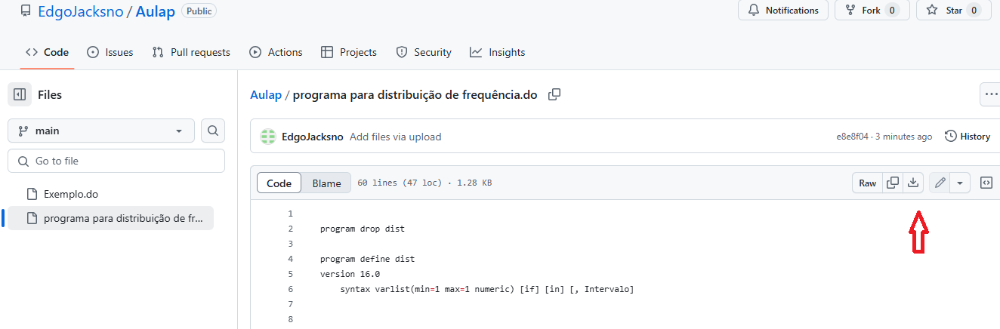 EdgoJacksno / Aulap Public
Notifications Fork 0 Star 0
Code Issues Pull requests Actions Projects Security Insights
Files
Aulap / programa para distribuição de frequência.do
main
EdgoJacksno Add files via upload
e8e8f04 · 3 minutes ago History
Go to file
Code Blame 60 lines (47 loc) · 1.28 KB
Raw
Exemplo.do
programa para distribuição de fr...
1
2 program drop dist
3
4 program define dist
5 version 16.0
6 syntax varlist(min=1 max=1 numeric) [if] [in] [, Intervalo]
7
8